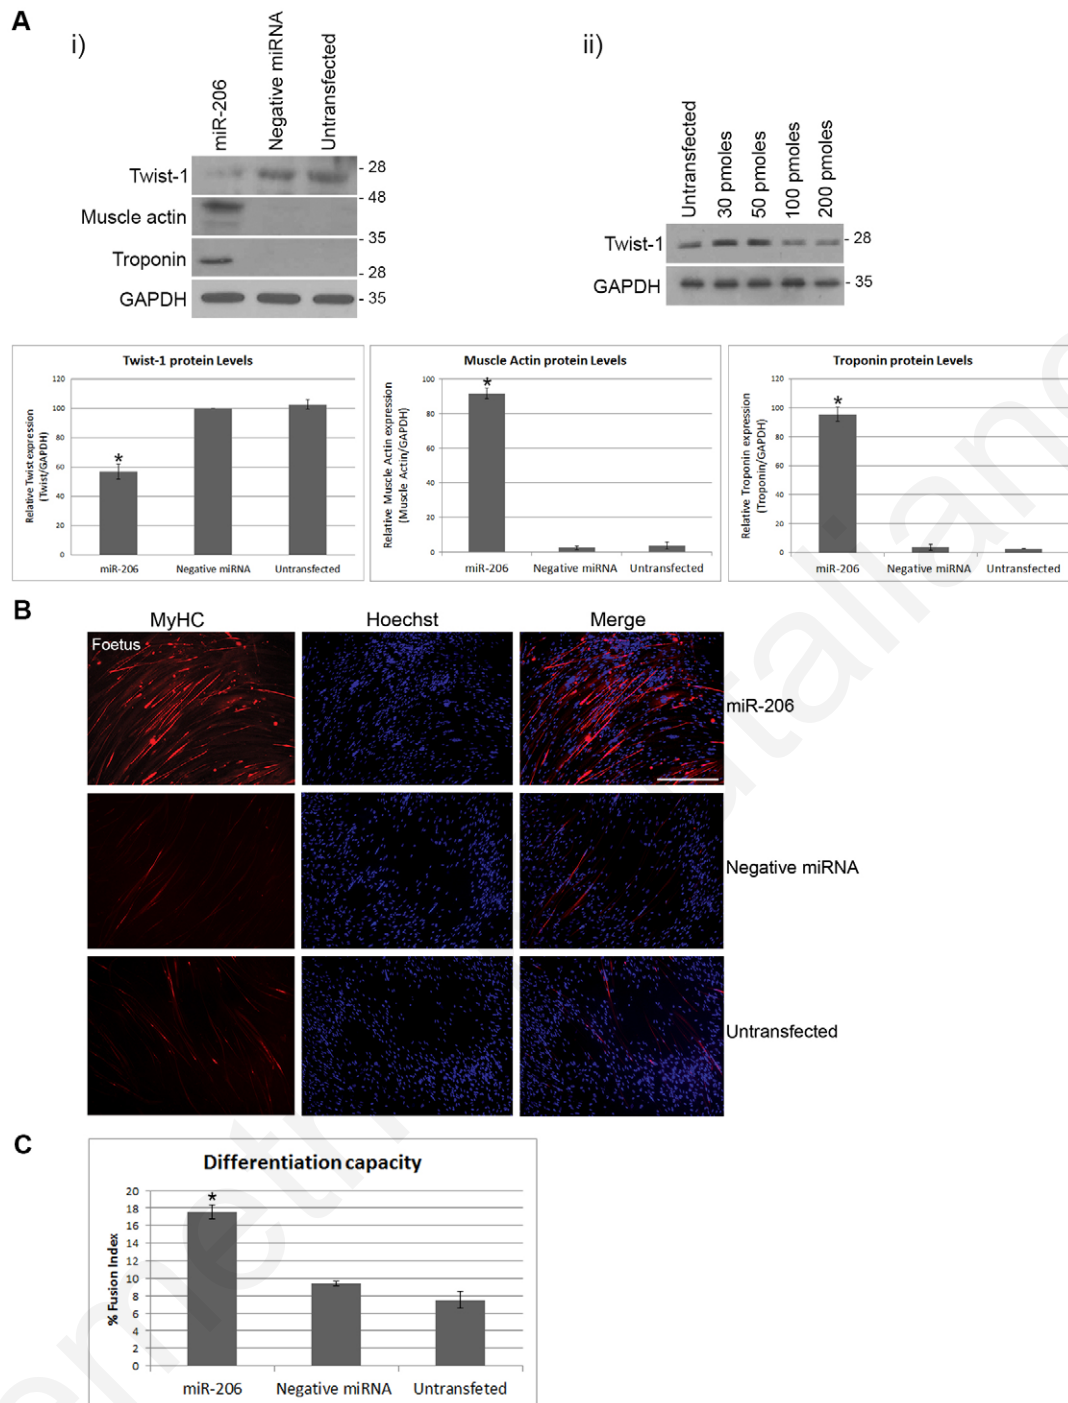 A
i)
ii)
miR-206
Negative miRNA
Untransfected
Twist-1
- 28
- 48
Muscle actin
- 35
Troponin
- 28
GAPDH
- 35
Untransfected
30 pmoles
50 pmoles
100 pmoles
200 pmoles
Twist-1
- 28
GAPDH
- 35
Twist-1 protein Levels
Relative Twist expression
(Twist/GAPDH)
120
100
80
60
40
20
0
*
miR-206 Negative miRNA Untransfected
Muscle Actin protein Levels
Relative Muscle Actin expression
(Muscle Actin/GAPDH)
100
80
60
40
20
0
*
miR-206 Negative miRNA Untransfected
Troponin protein Levels
Relative Troponin expression
(Troponin/GAPDH)
120
100
80
60
40
20
0
*
miR-206 Negative miRNA Untransfected
B
MyHC Hoechst Merge
Foetus
miR-206
Negative miRNA
Untransfected
C
Differentiation capacity
% Fusion Index
20
18
16
14
12
10
8
6
4
2
0
*
miR-206 Negative miRNA Untransfeted